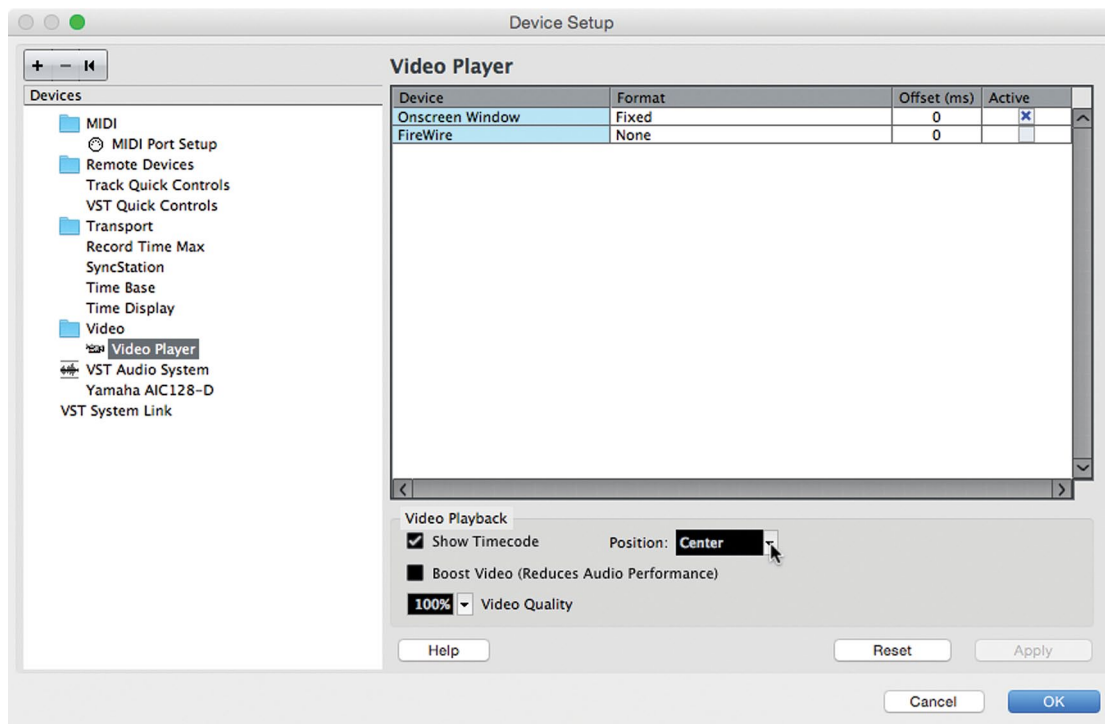 Device Setup
+ −
Devices
MIDI
MIDI Port Setup
Remote Devices
Track Quick Controls
VST Quick Controls
Transport
Record Time Max
SyncStation
Time Base
Time Display
Video
Video Player
VST Audio System
Yamaha AIC128-D
VST System Link
Video Player
Device Format Offset (ms) Active
Onscreen Window Fixed 0
FireWire None 0
Video Playback
Show Timecode Position: Center
Boost Video (Reduces Audio Performance)
100% Video Quality
Help Reset Apply
Cancel OK